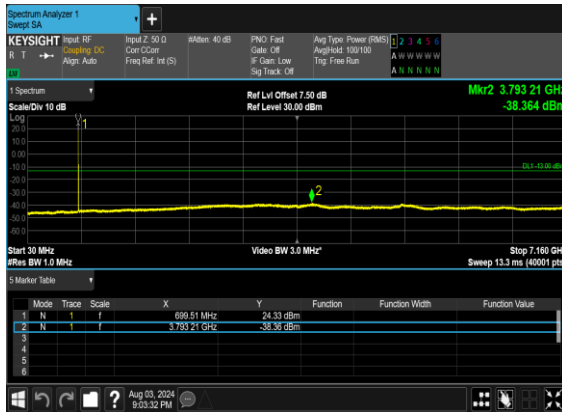 Spectrum Analyzer 1
Swept SA
KEYSIGHT
R T
Input: RF
Coupling: DC
Align: Auto
Input Z: 50 Ω
Corr CCorr
Freq Ref: Int (S)
#Atten: 40 dB
PNO: Fast
Gate: Off
IF Gain: Low
Sig Track: Off
Avg Type: Power (RMS)
Avg|Hold: 100/100
Trig: Free Run
1 2 3 4 5 6
A W W W W W
A N N N N N
1 Spectrum
Scale/Div 10 dB
Ref Lvl Offset 7.50 dB
Ref Level 30.00 dBm
Mkr2 3.793 21 GHz
-38.364 dBm
Log
20.0
10.0
0.00
-10.0
-20.0
-30.0
-40.0
-50.0
-60.0
1
2
DL1 -13.00 dBm
Start 30 MHz
#Res BW 1.0 MHz
Video BW 3.0 MHz*
Stop 7.160 GHz
Sweep 13.3 ms (40001 pts)
5 Marker Table
Mode Trace Scale X Y Function Function Width Function Value
1 N 1 f 699.51 MHz 24.33 dBm
2 N 1 f 3.793 21 GHz -38.36 dBm
3
4
5
6
?
Aug 03, 2024
9:03:32 PM